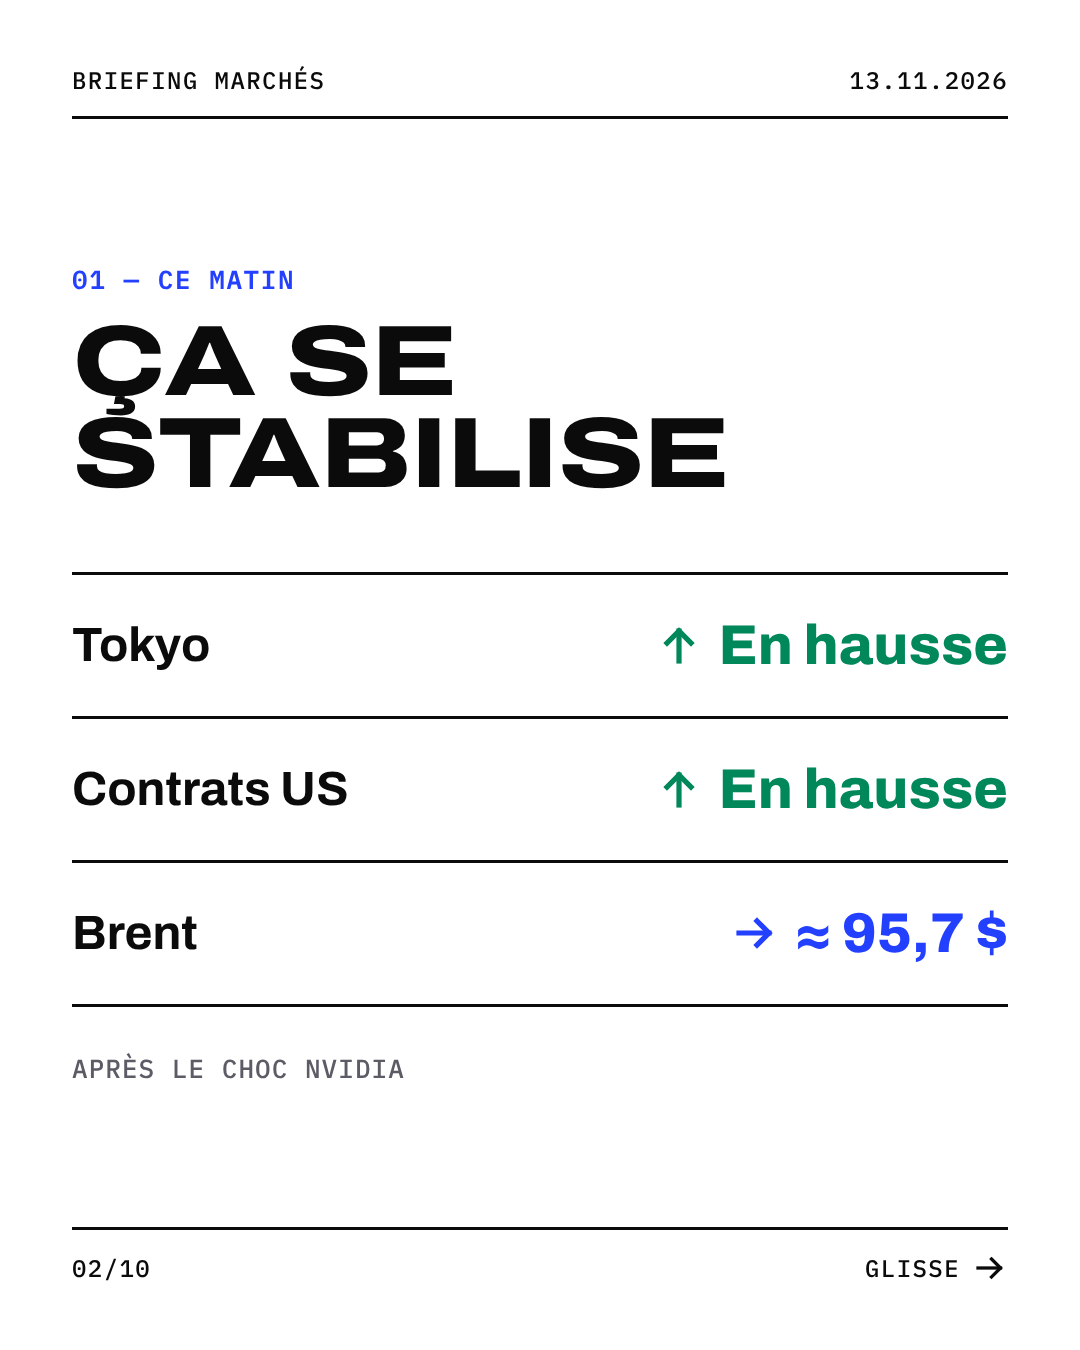 BRIEFING MARCHÉS 13.11.2026
01 — CE MATIN
ÇA SE
STABILISE
Tokyo ↑ En hausse
Contrats US ↑ En hausse
Brent → ≈ 95,7 $
APRÈS LE CHOC NVIDIA
02/10 GLISSE →